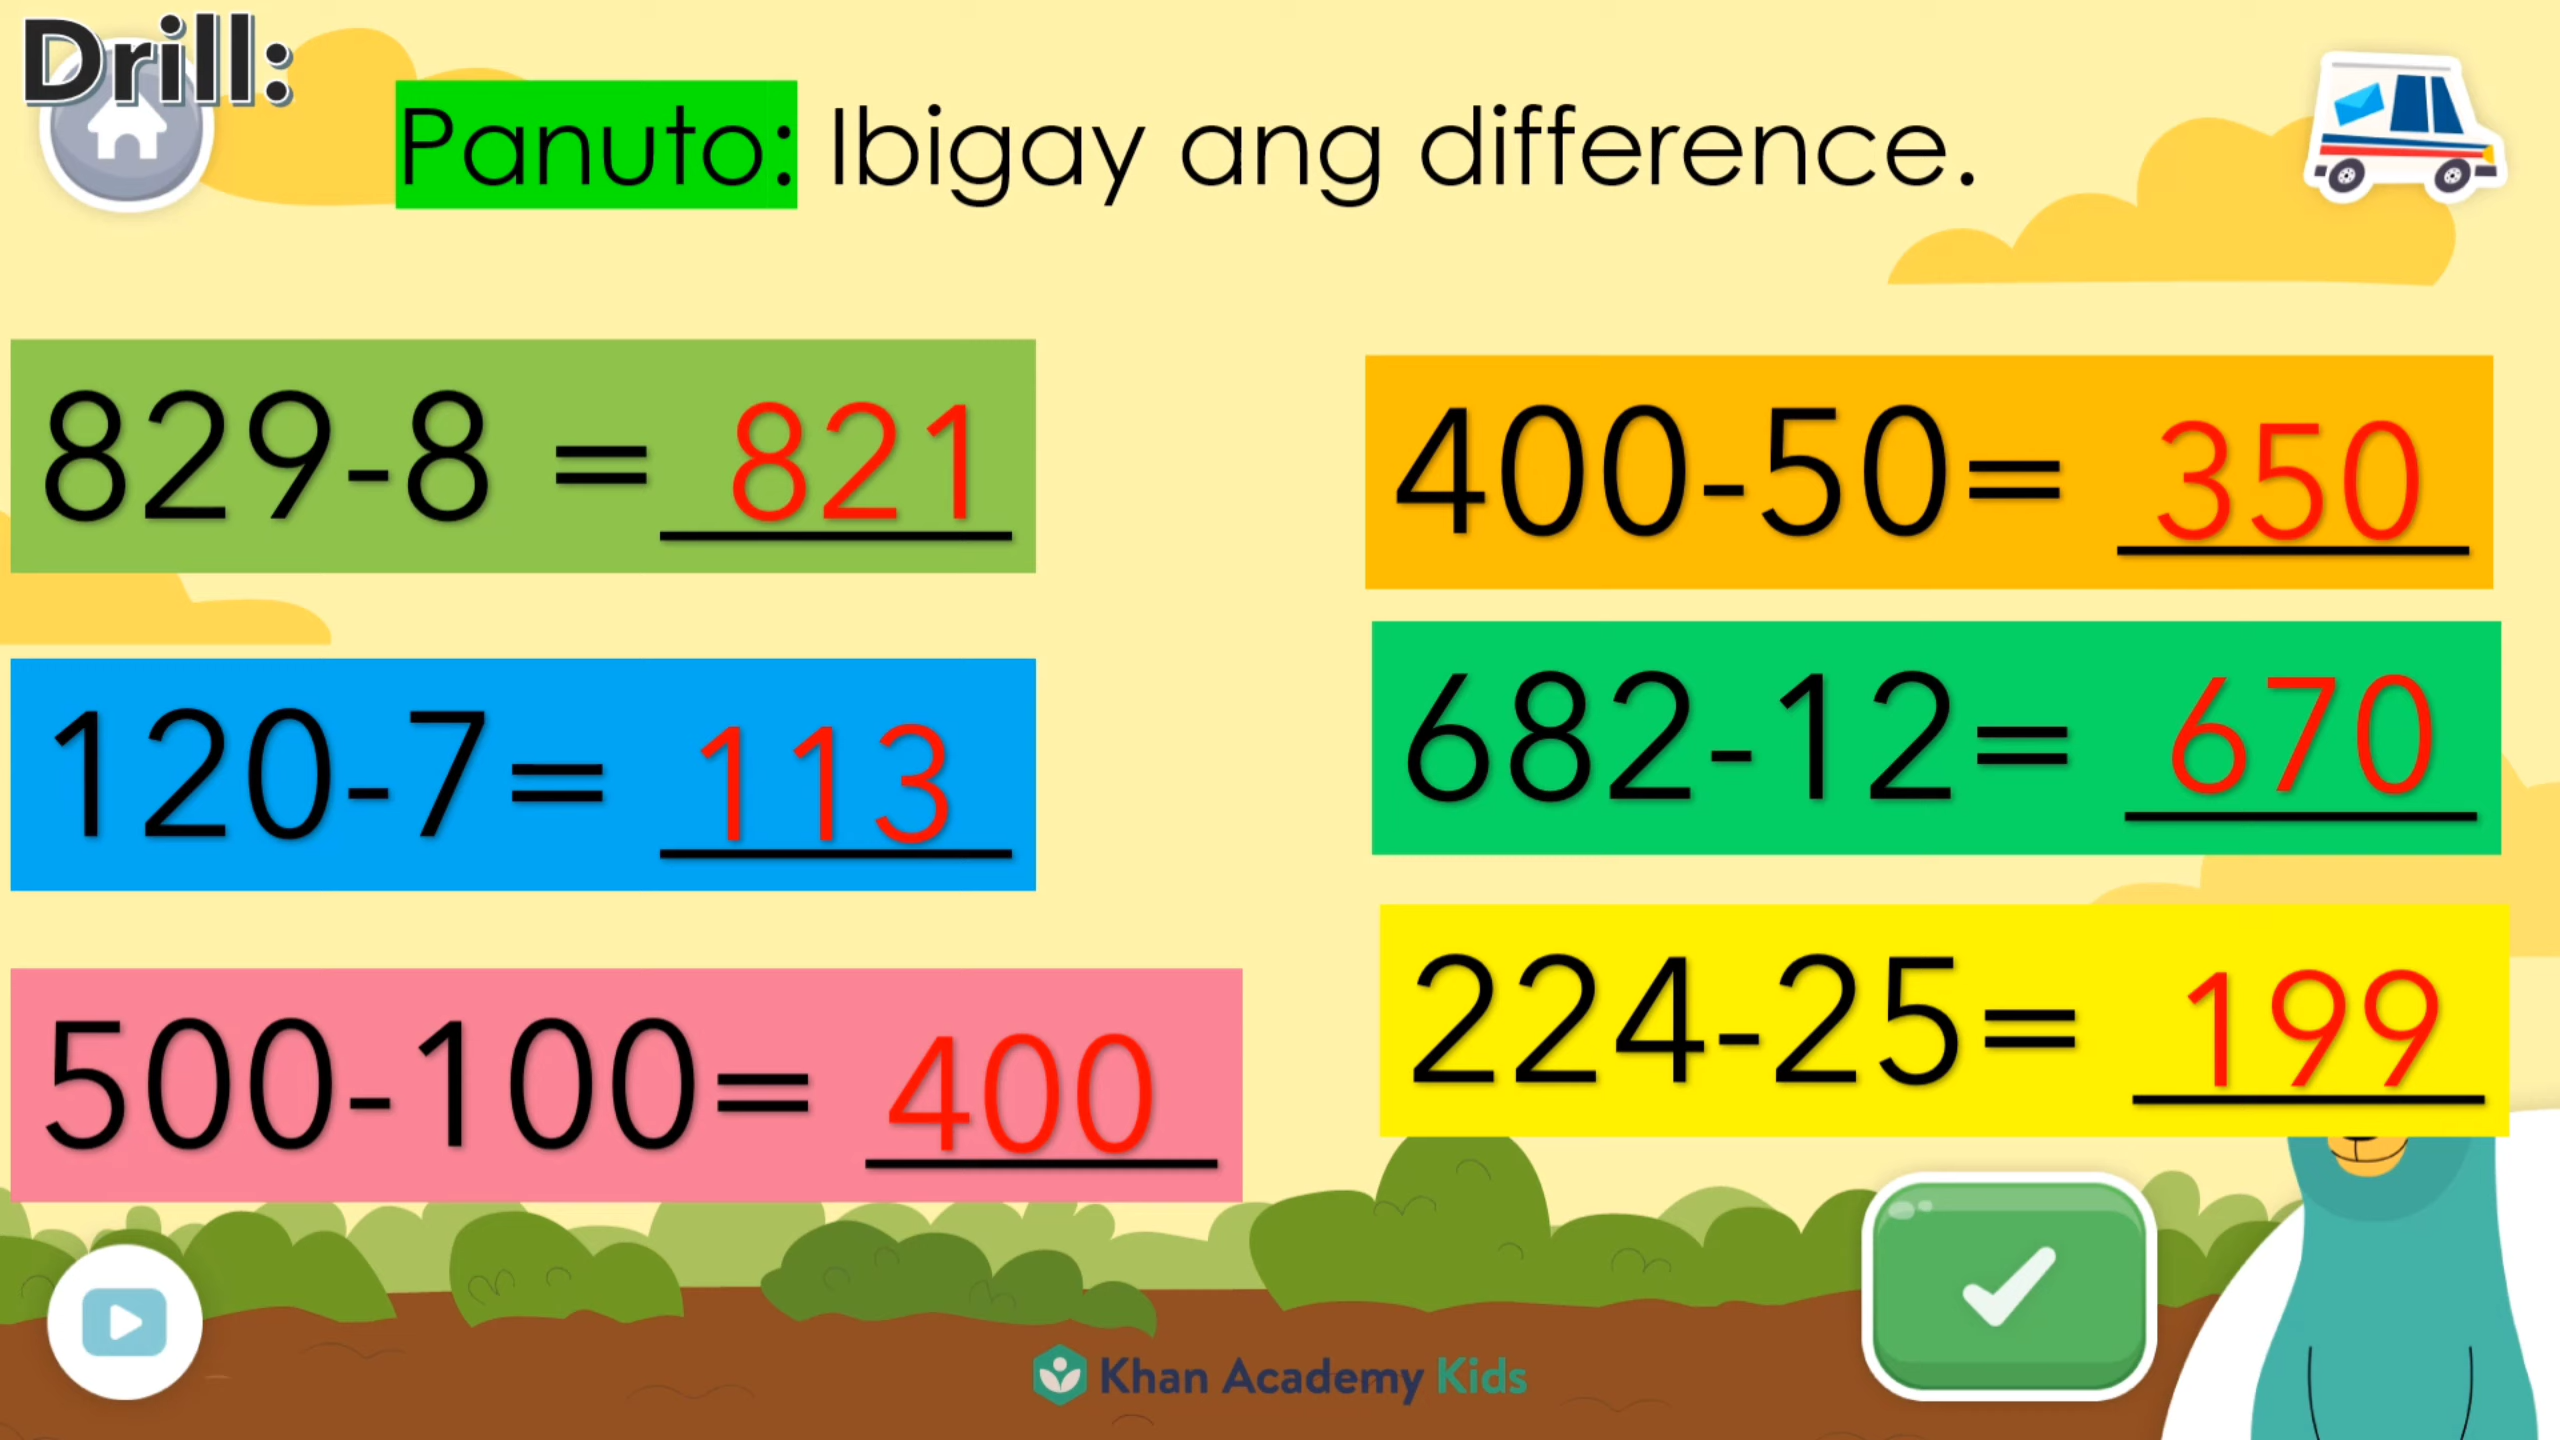 Drill:
Panuto: Ibigay ang difference.
829-8 = 821
120-7= 113
500-100= 400
400-50= 350
682-12= 670
224-25= 199
Khan Academy Kids